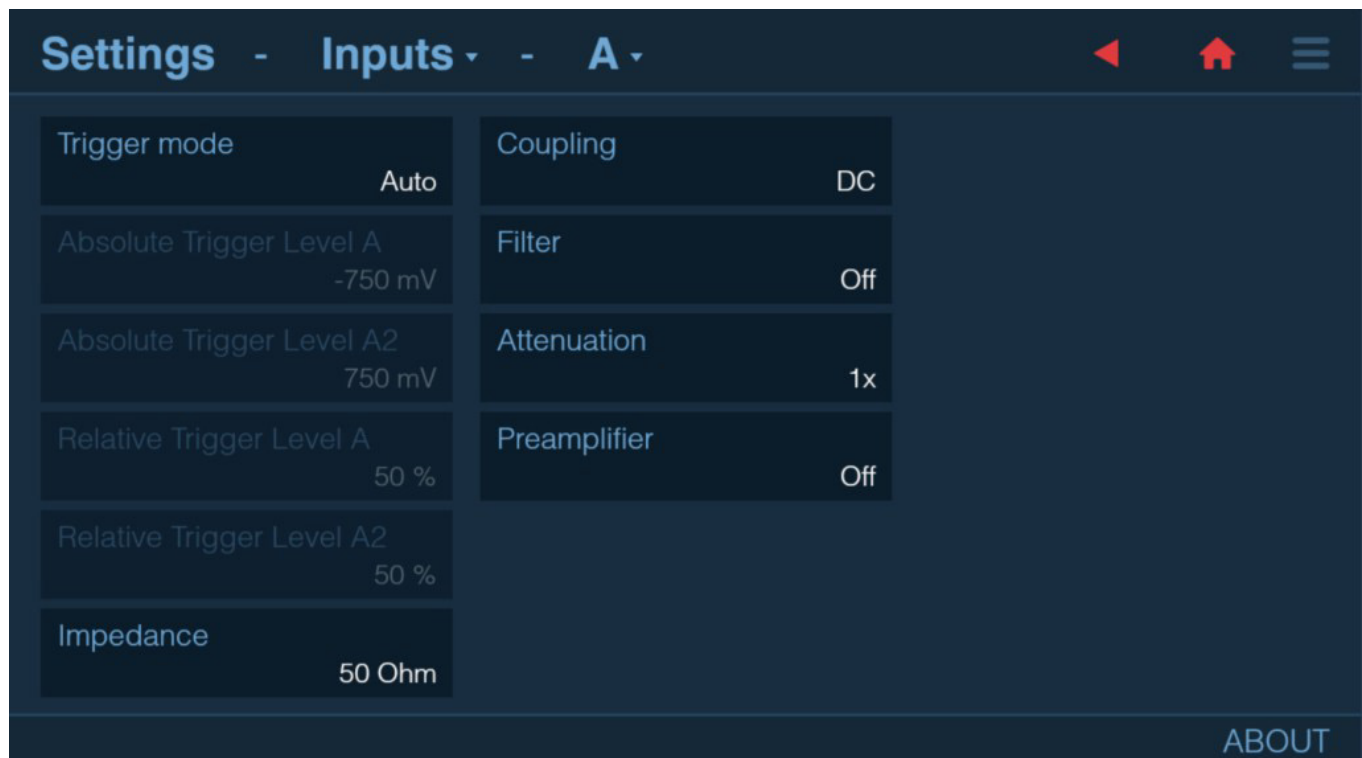 Settings - Inputs - A
Trigger mode
Auto
Absolute Trigger Level A
-750 mV
Absolute Trigger Level A2
750 mV
Relative Trigger Level A
50 %
Relative Trigger Level A2
50 %
Impedance
50 Ohm
Coupling
DC
Filter
Off
Attenuation
1x
Preamplifier
Off
ABOUT